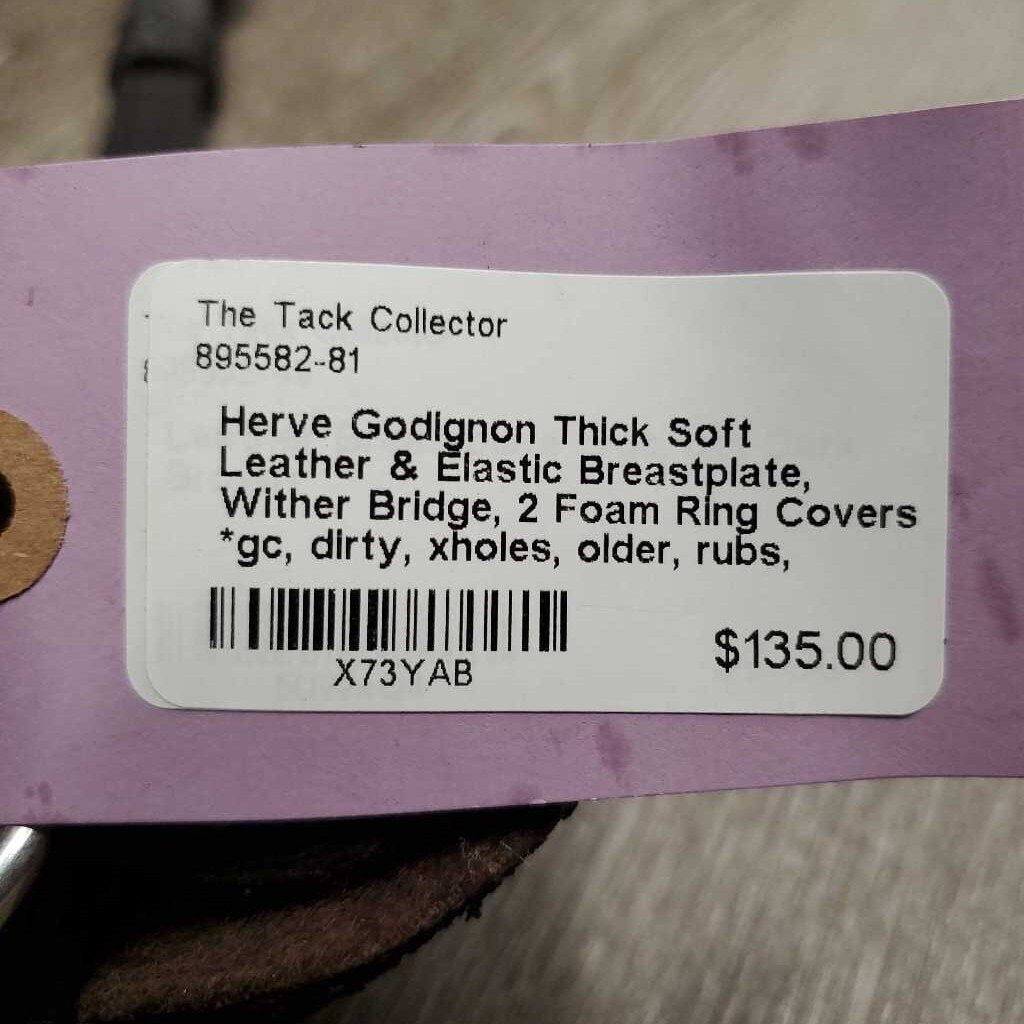 The Tack Collector
895582-81
Herve Godignon Thick Soft
Leather & Elastic Breastplate,
Wither Bridge, 2 Foam Ring Covers
*gc, dirty, xholes, older, rubs,
X73YAB
$135.00